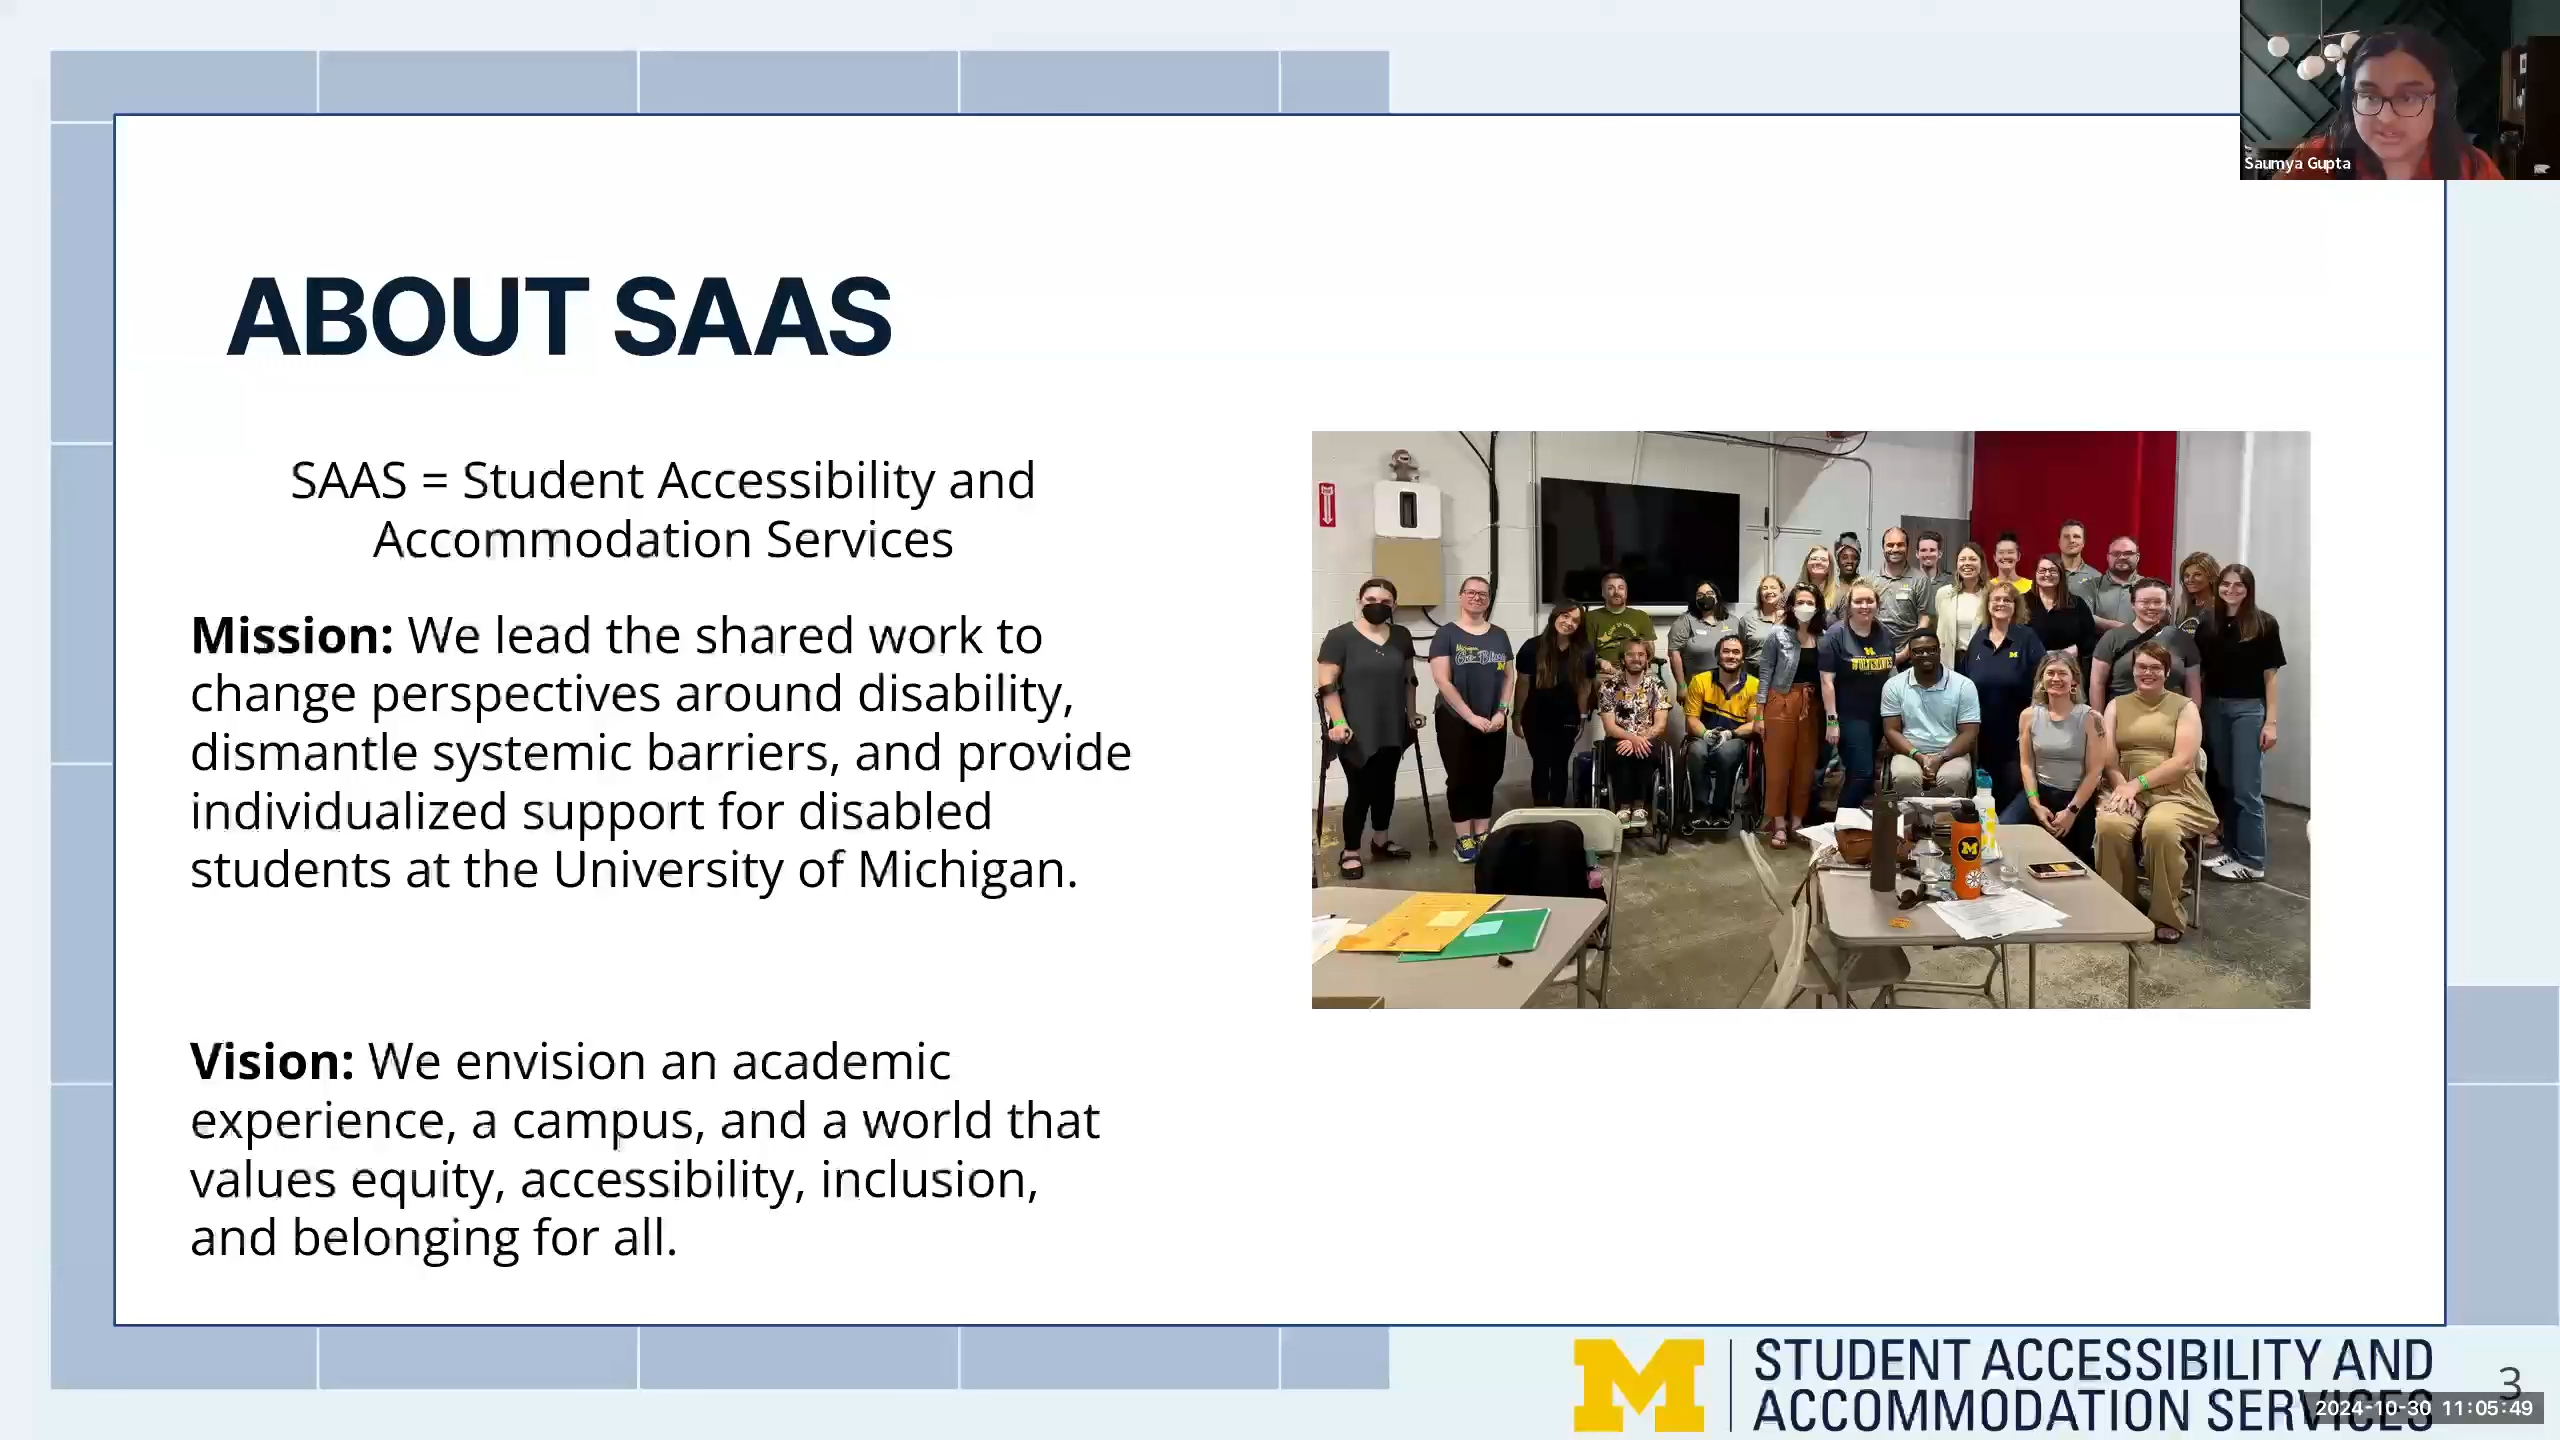 Saumya Gupta
ABOUT SAAS
SAAS = Student Accessibility and
Accommodation Services
Mission: We lead the shared work to
change perspectives around disability,
dismantle systemic barriers, and provide
individualized support for disabled
students at the University of Michigan.
Vision: We envision an academic
experience, a campus, and a world that
values equity, accessibility, inclusion,
and belonging for all.
M
STUDENT ACCESSIBILITY AND
ACCOMMODATION SERVICES
3
2024-10-30 11:05:49